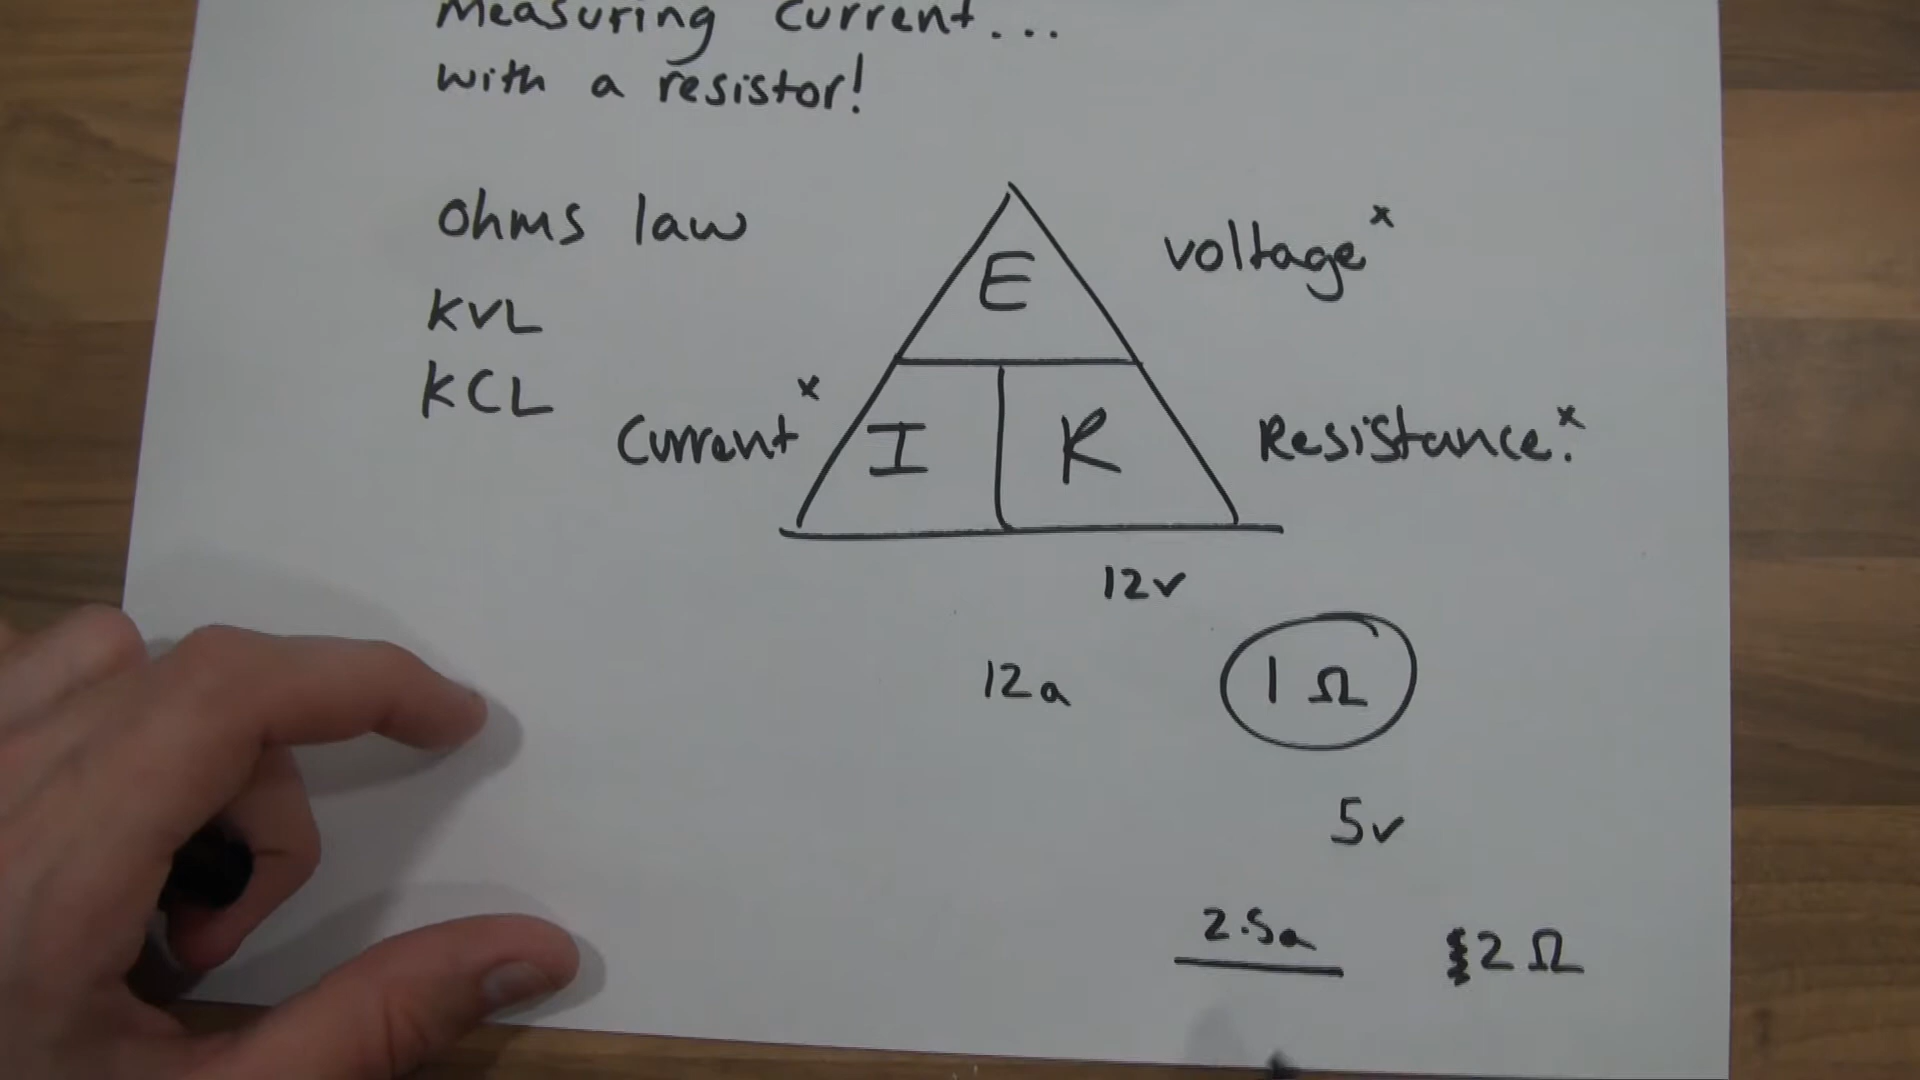 Measuring Current...
with a resistor!
ohms law
KVL
KCL
E
voltage x
Current x
I
R
Resistance. x
12v
12a
1 Ω
5v
2.5a
2 Ω